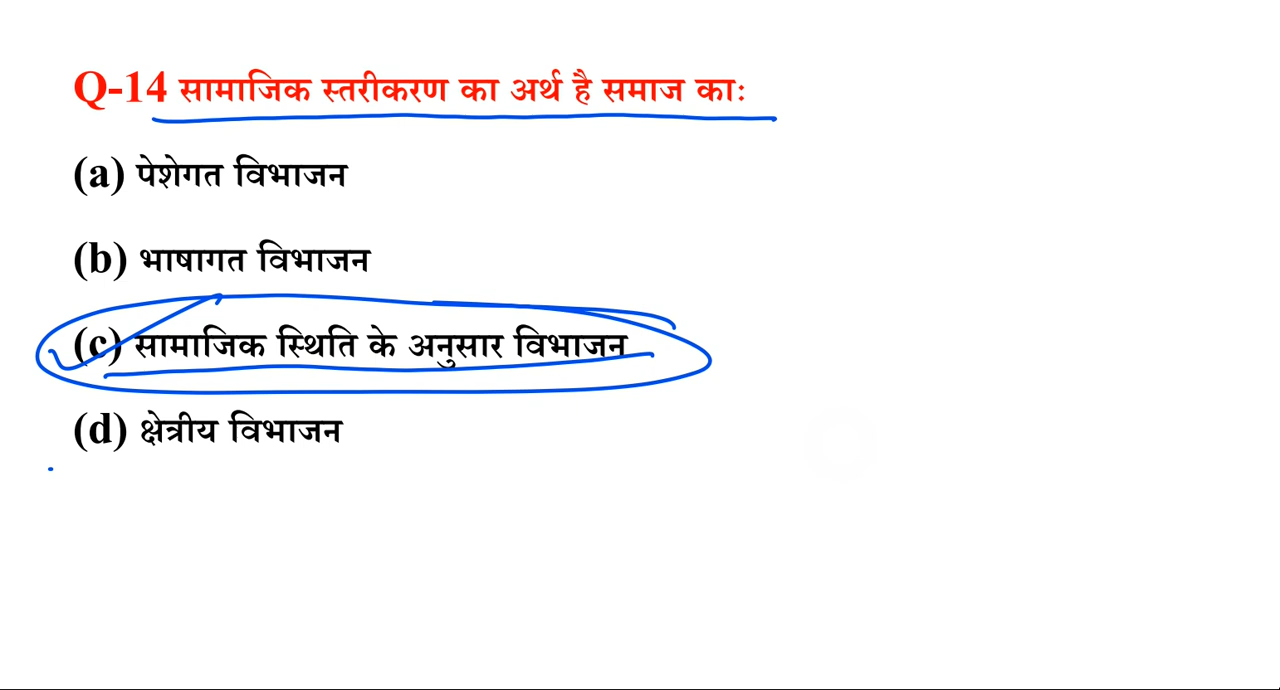 Q-14 सामाजिक स्तरीकरण का अर्थ है समाज का:
(a) पेशेगत विभाजन
(b) भाषागत विभाजन
(c) सामाजिक स्थिति के अनुसार विभाजन
(d) क्षेत्रीय विभाजन